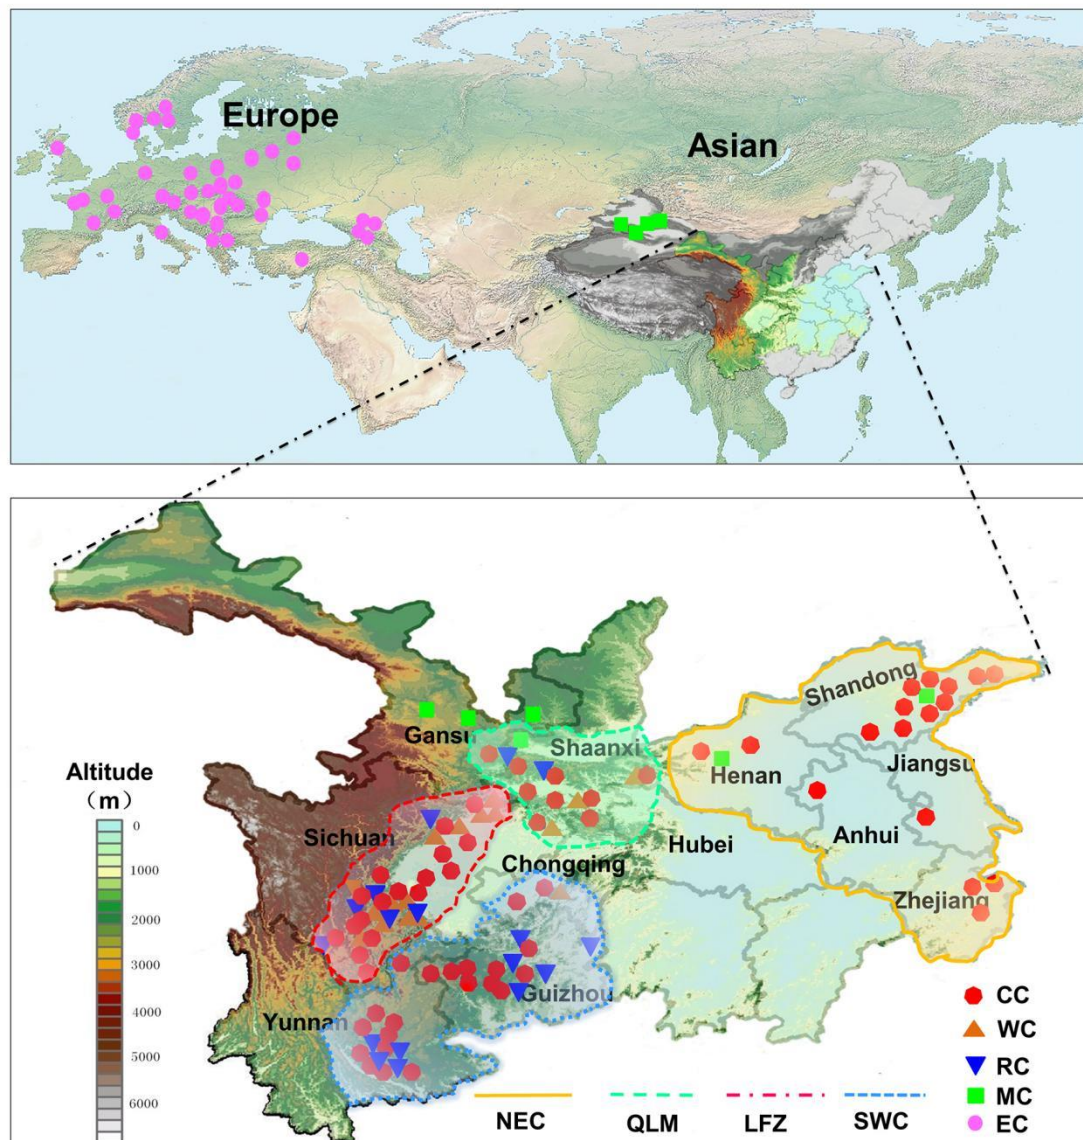 Europe
Asian
Shandong
Gansu
Shaanxi
Henan
Jiangsu
Altitude
（m）
0
1000
2000
3000
4000
5000
6000
Sichuan
Chongqing
Hubei
Anhui
Zhejiang
Guizhou
Yunnan
CC
WC
RC
MC
EC
NEC
QLM
LFZ
SWC